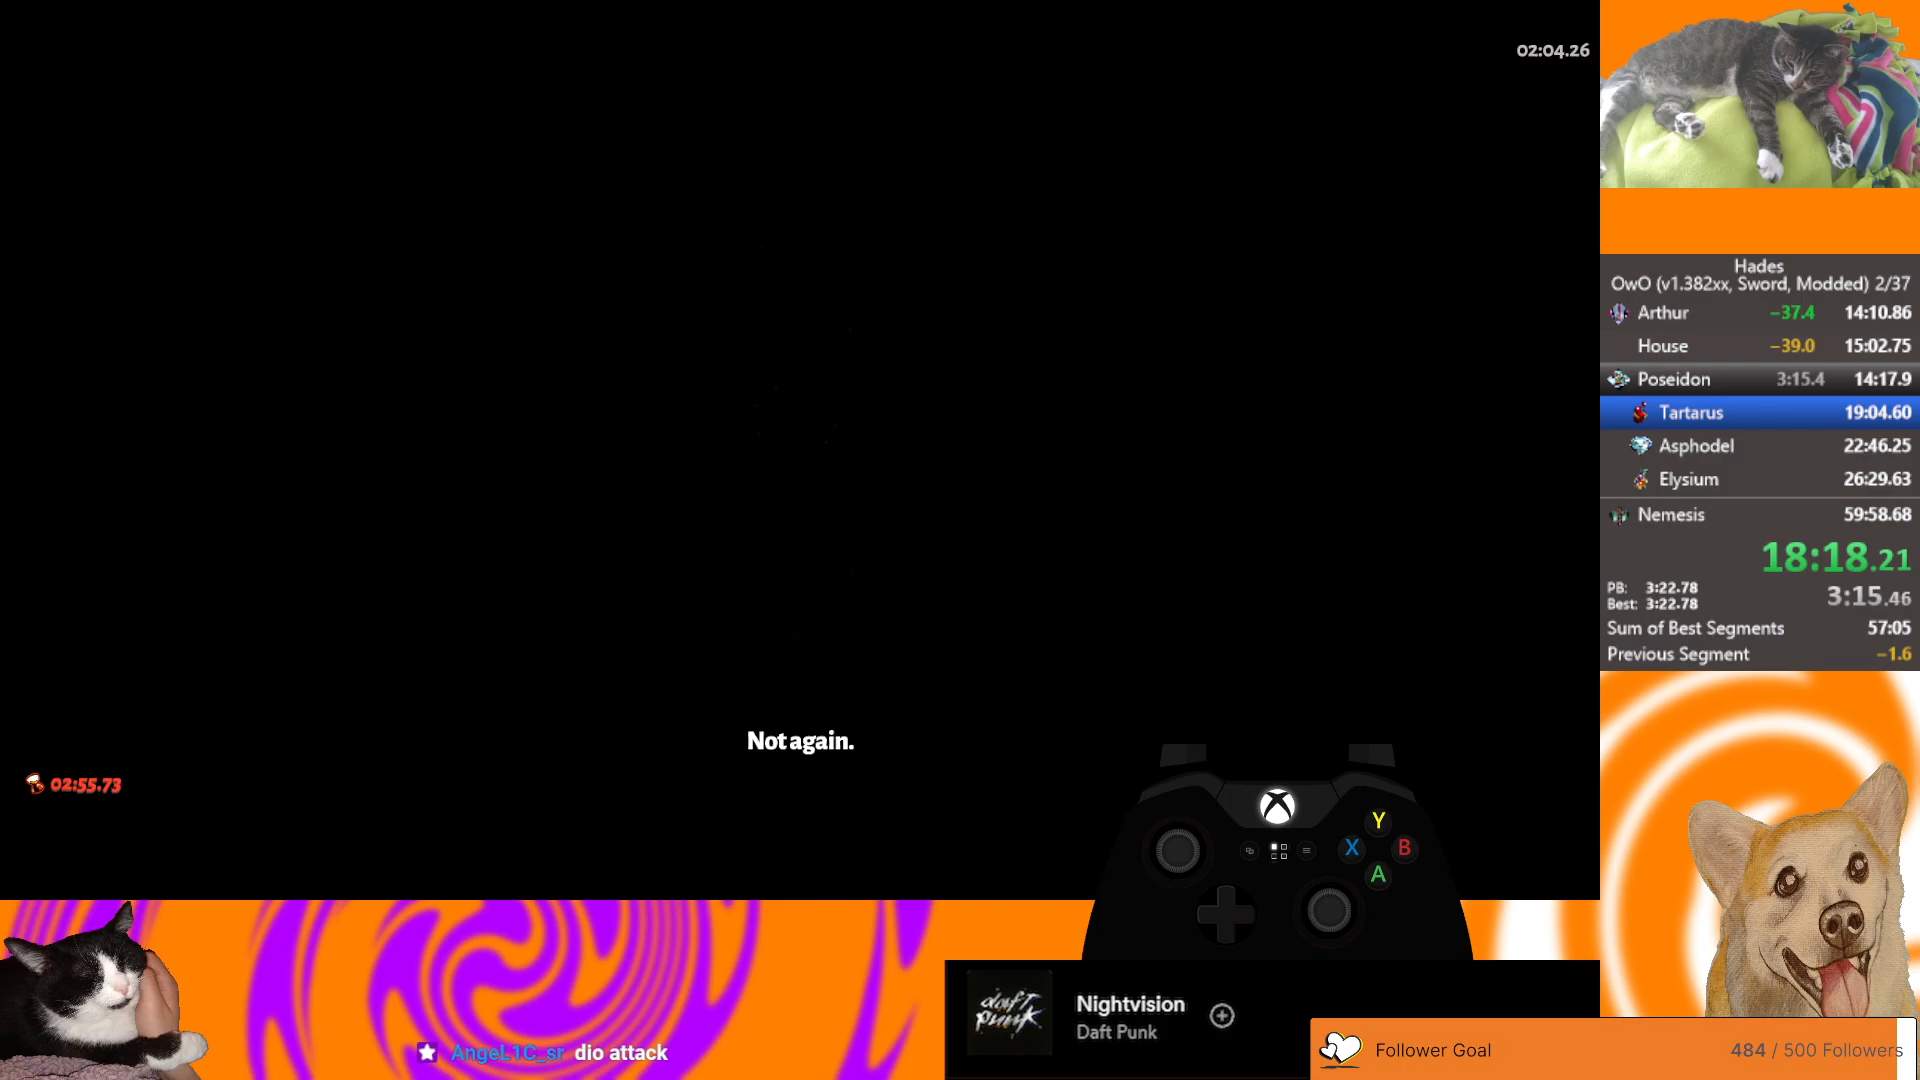 02:04.26
Hades
OwO (v1.382xx, Sword, Modded) 2/37
Arthur -37.4 14:10.86
House -39.0 15:02.75
Poseidon 3:15.4 14:17.9
Tartarus 19:04.60
Asphodel 22:46.25
Elysium 26:29.63
Nemesis 59:58.68
18:18.21
PB: 3:22.78
Best: 3:22.78
3:15.46
Sum of Best Segments 57:05
Previous Segment -1.6
Not again.
02:55.73
Y
X B
A
daft punk
Nightvision
Daft Punk
AngeL1C_sr dio attack
Follower Goal 484 / 500 Followers